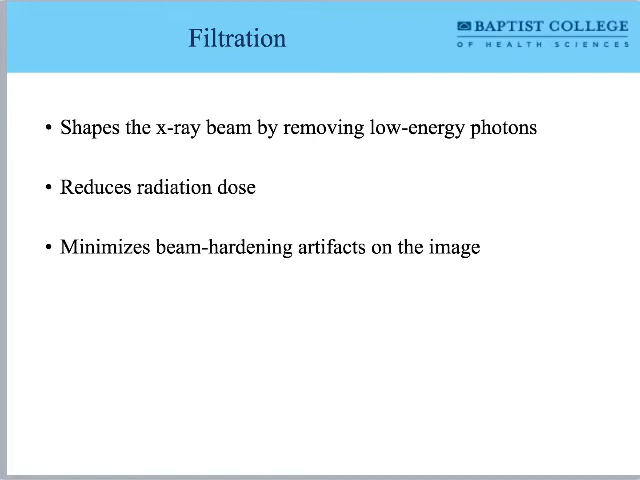 Filtration
BAPTIST COLLEGE
OF HEALTH SCIENCES
• Shapes the x-ray beam by removing low-energy photons
• Reduces radiation dose
• Minimizes beam-hardening artifacts on the image